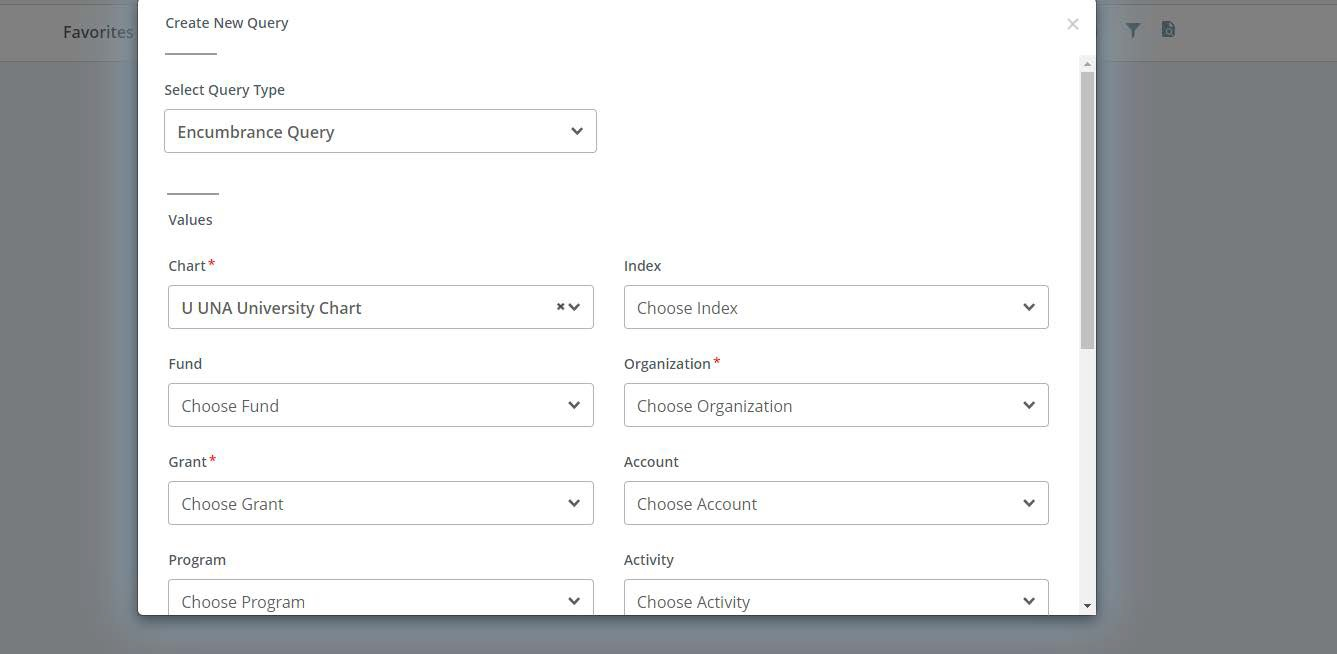 Create New Query
Favorites
Select Query Type
Encumbrance Query
Values
Chart*
Index
U UNA University Chart
Choose Index
Fund
Organization*
Choose Fund
Choose Organization
Grant*
Account
Choose Grant
Choose Account
Program
Activity
Choose Program
Choose Activity